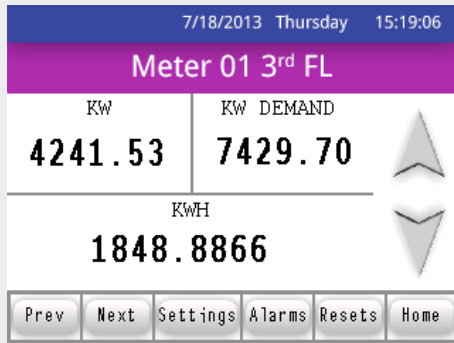 7/18/2013 Thursday 15:19:06
Meter 01 3rd FL
KW KW DEMAND
4241.53 7429.70
KWH
1848.8866
Prev Next Settings Alarms Resets Home